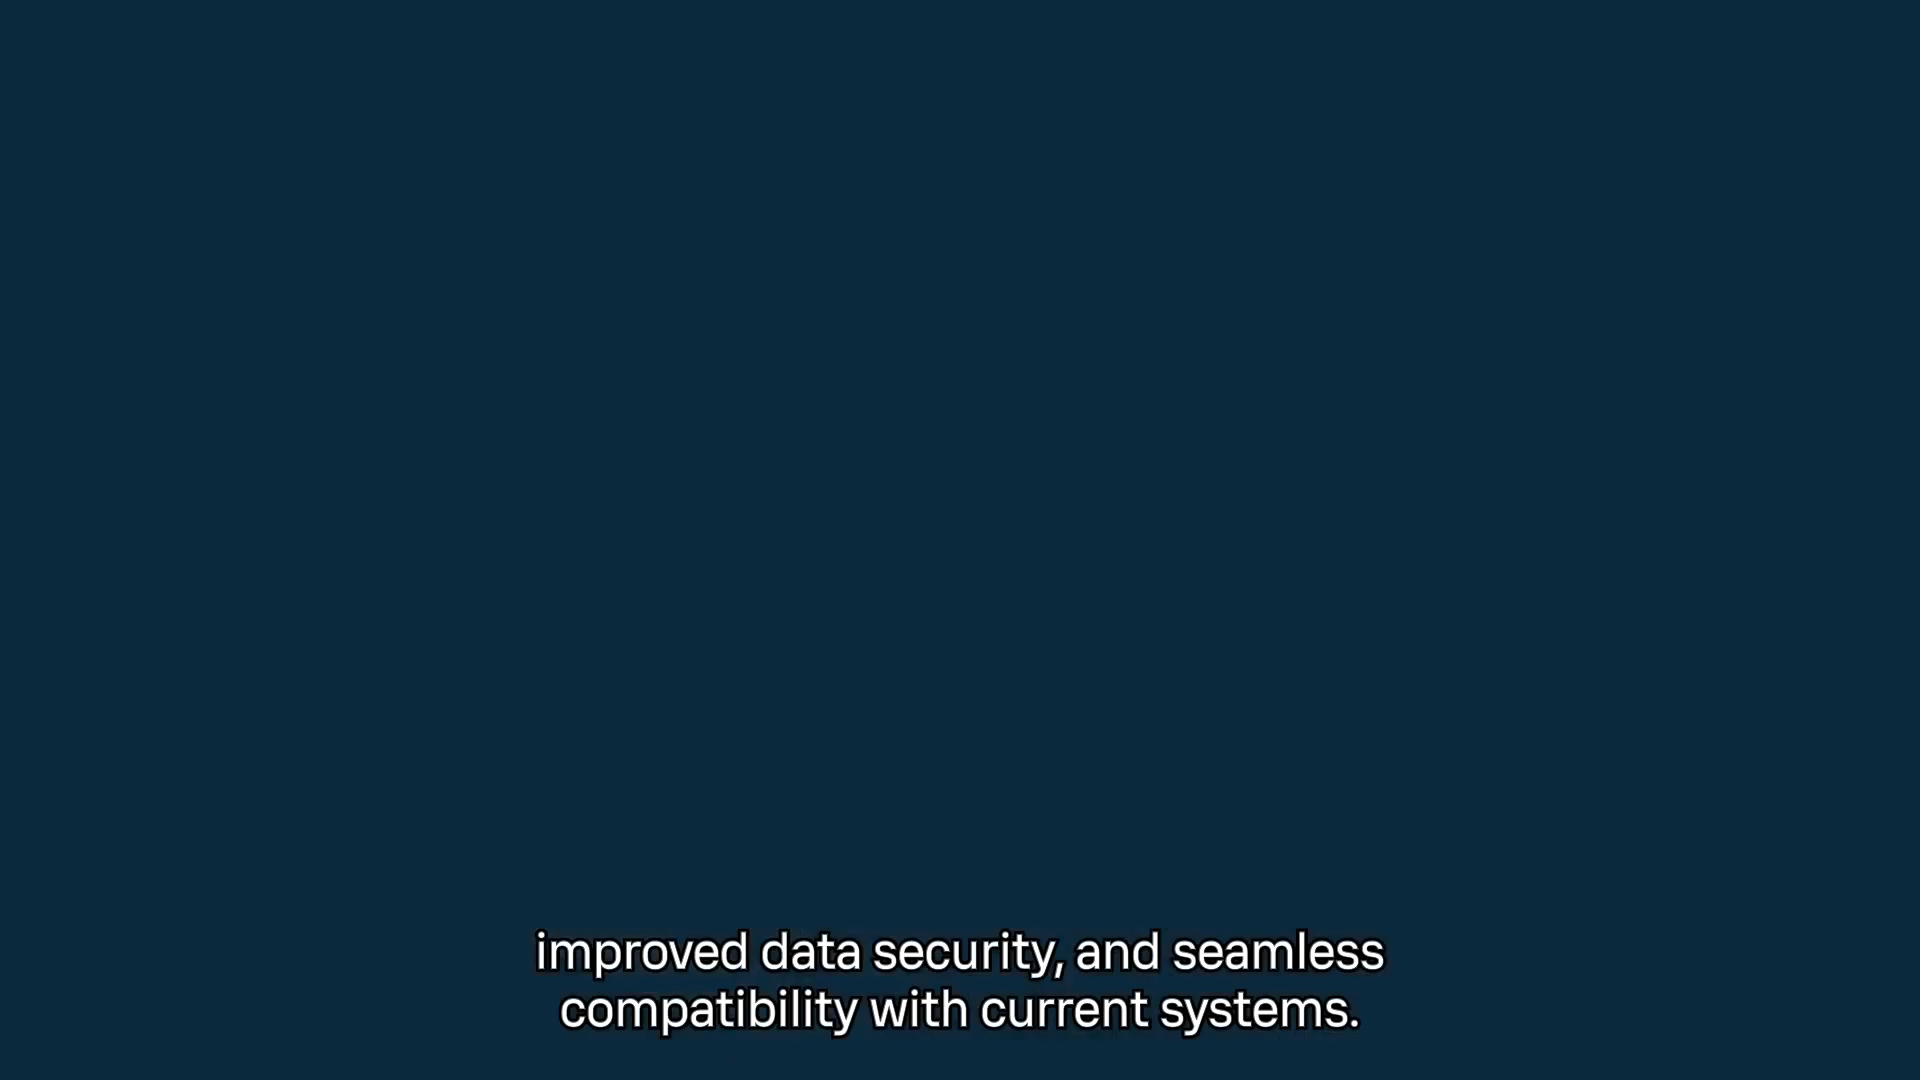 improved data security, and seamless
compatibility with current systems.